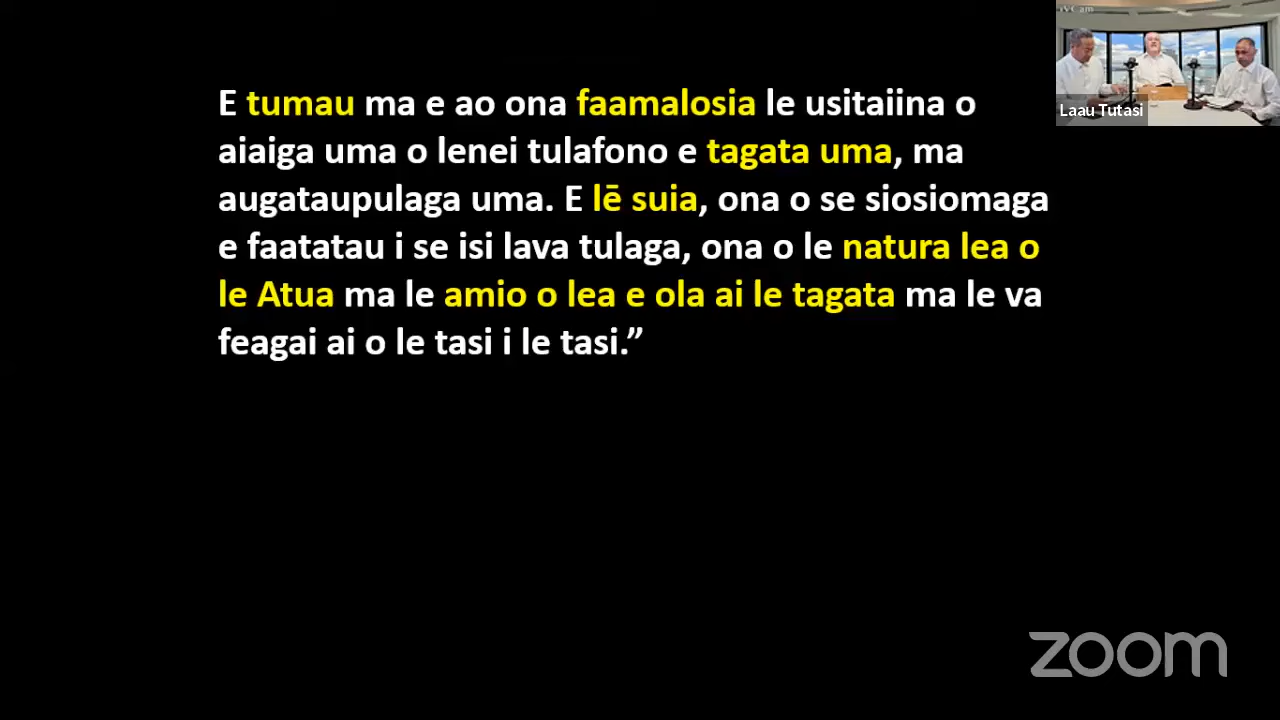 E tumau ma e ao ona faamalosia le usitaiina o
aiaiga uma o lenei tulafono e tagata uma, ma
augataupulaga uma. E lē suia, ona o se siosiomaga
e faatatau i se isi lava tulaga, ona o le natura lea o
le Atua ma le amio o lea e ola ai le tagata ma le va
feagai ai o le tasi i le tasi.”
Laau Tutasi
zoom